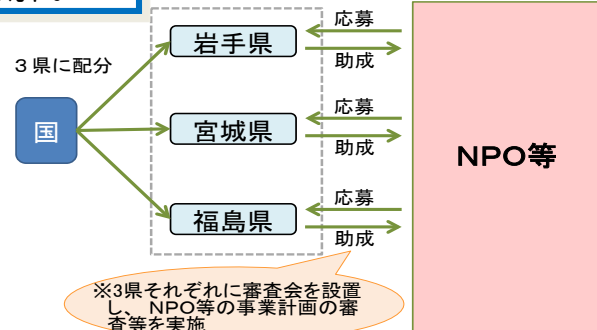 応募
岩手県
助成
3県に配分
応募
国
宮城県
助成
NPO等
応募
福島県
助成
※3県それぞれに審査会を設置
し、NPO等の事業計画の審
査等を実施